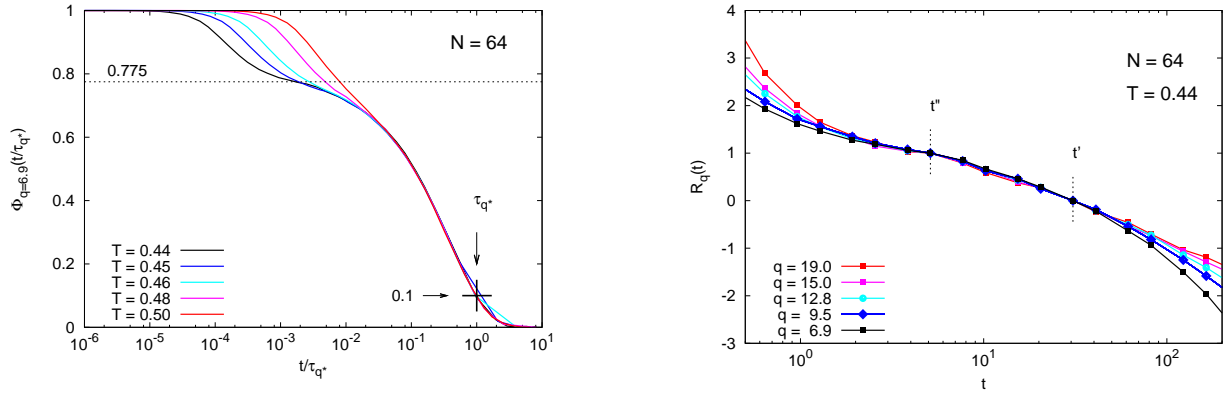 N = 64
0.775
τq*
0.1
T = 0.44
T = 0.45
T = 0.46
T = 0.48
T = 0.50
Φq=6.9(t/τq*)
0
0.2
0.4
0.6
0.8
1
10⁻⁶
10⁻⁵
10⁻⁴
10⁻³
10⁻²
10⁻¹
10⁰
10¹
t/τq*
N = 64
T = 0.44
t''
t'
q = 19.0
q = 15.0
q = 12.8
q = 9.5
q = 6.9
Rq(t)
4
3
2
1
0
-1
-2
-3
10⁰
10¹
10²
t